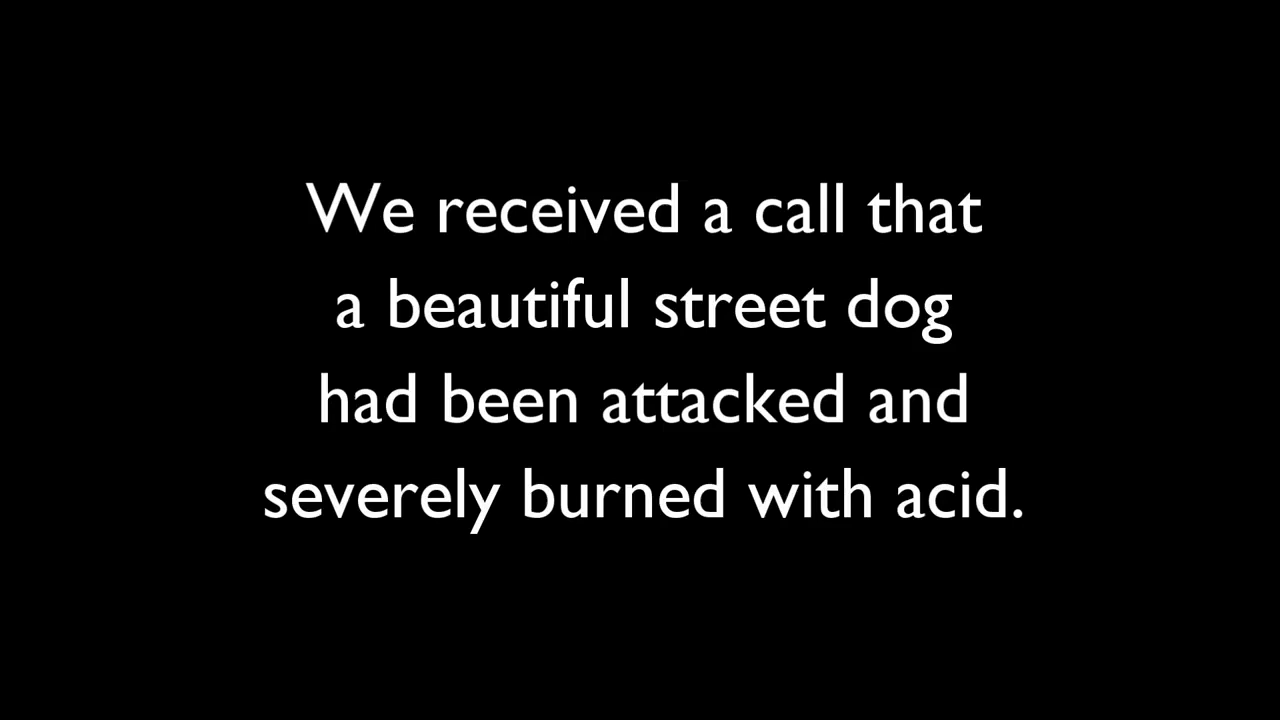 We received a call that
a beautiful street dog
had been attacked and
severely burned with acid.